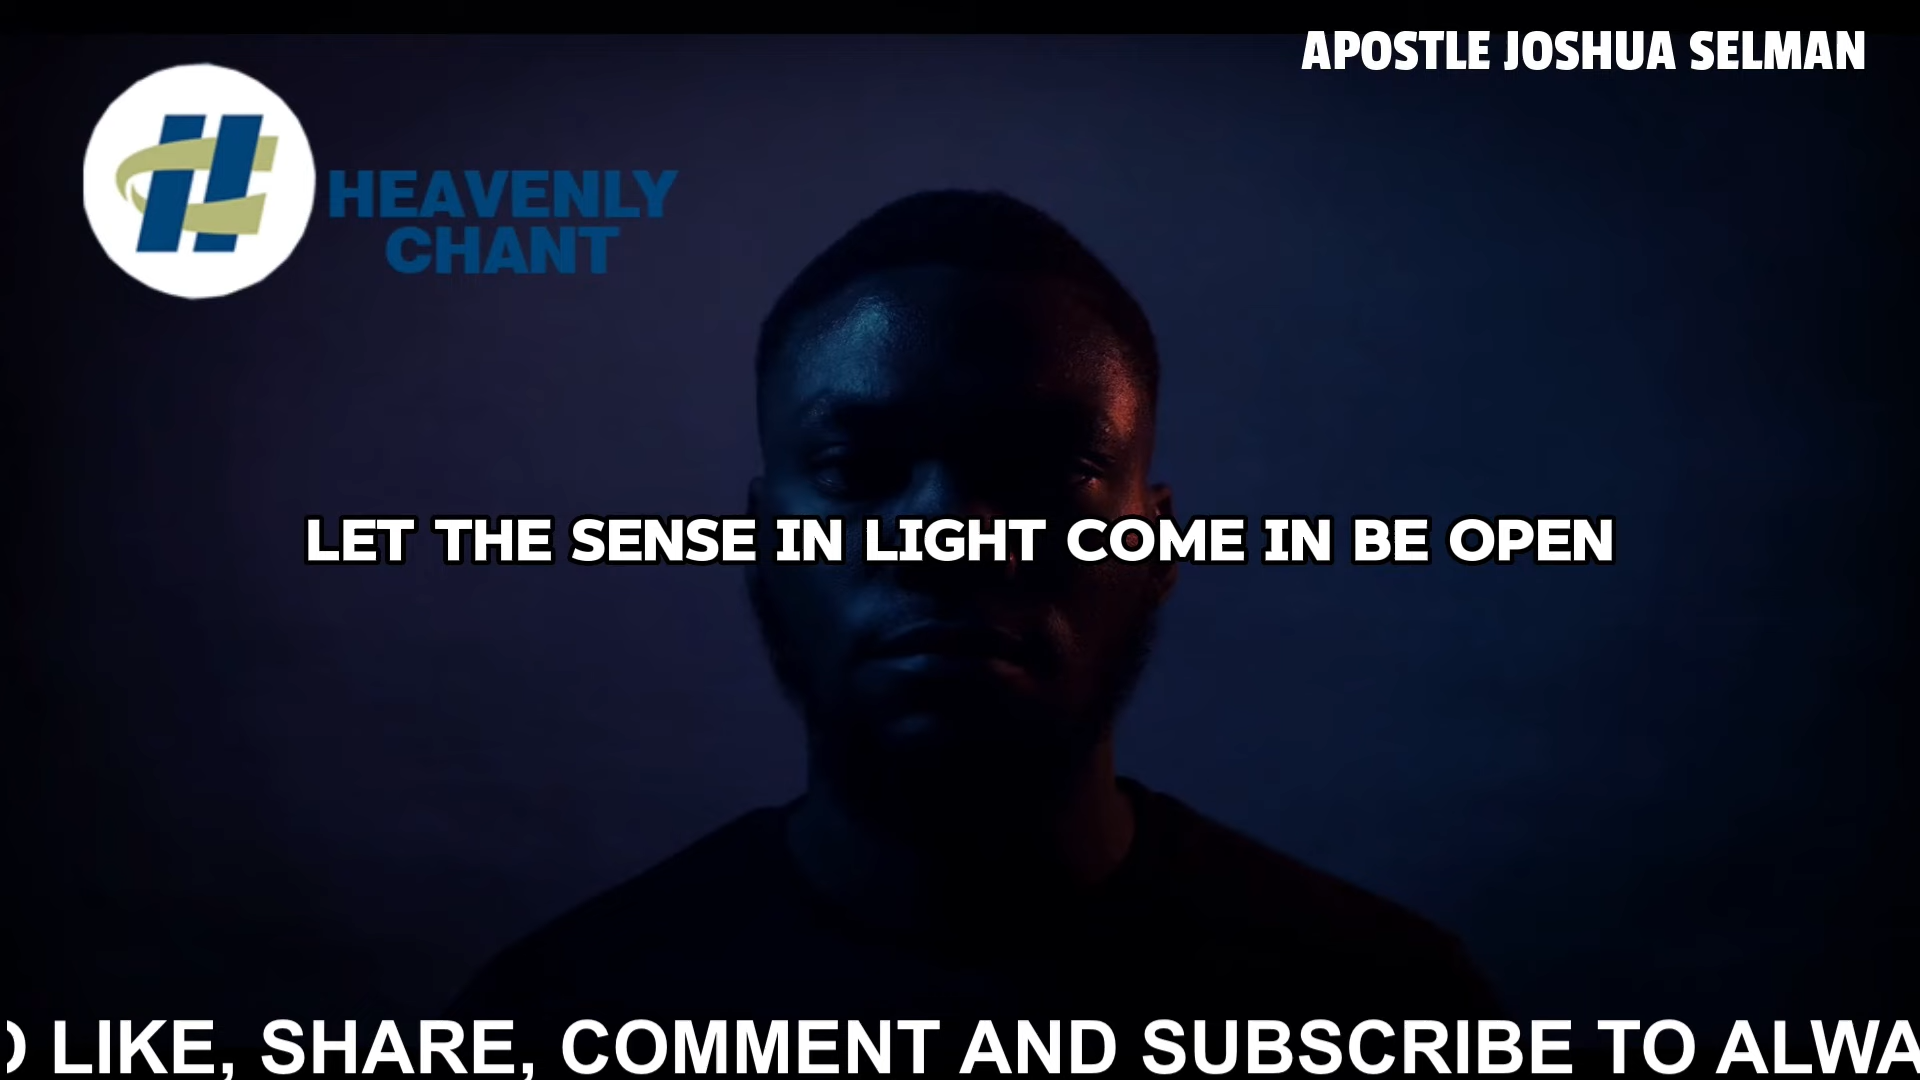 APOSTLE JOSHUA SELMAN
HEAVENLY
CHANT
LET THE SENSE IN LIGHT COME IN BE OPEN
LIKE, SHARE, COMMENT AND SUBSCRIBE TO ALWA